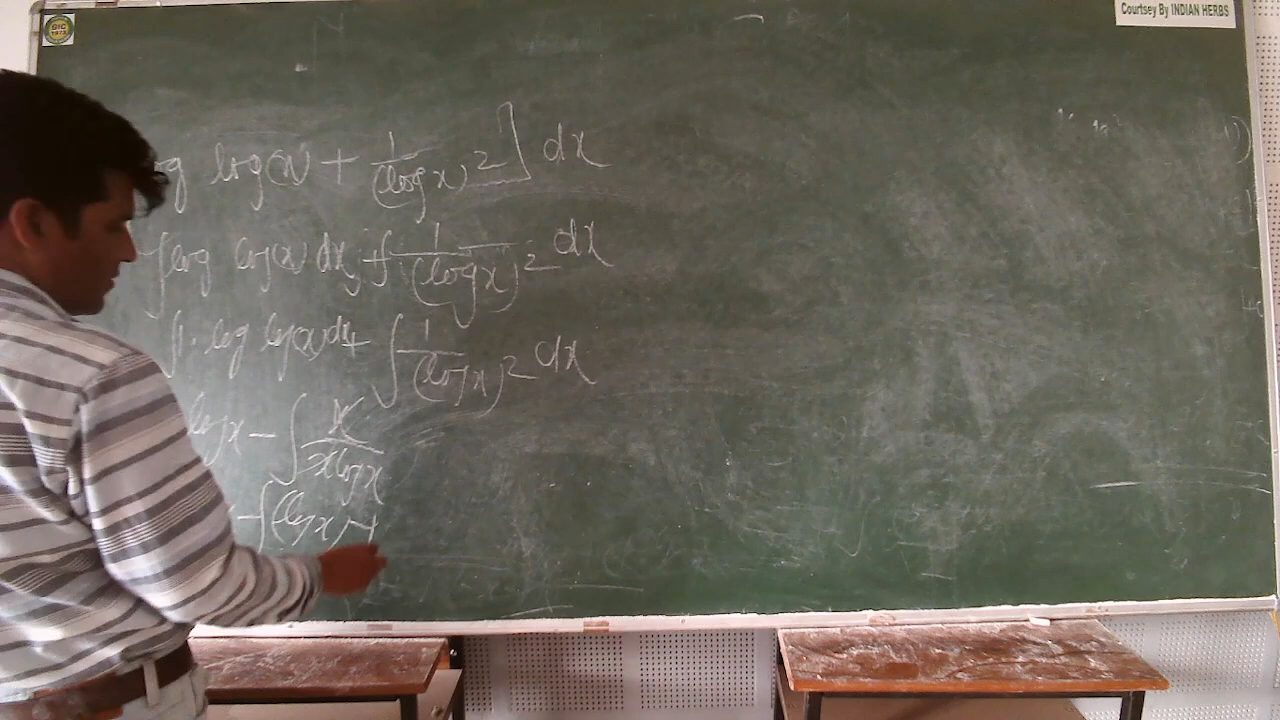 Courtsey By INDIAN HERBS
GIC
log(x) + 1/(log x)² ] dx
∫log log(x) dx + ∫ 1/(log x)² dx
∫1. log log(x) dx + ∫ 1/(log x)² dx
log x − ∫ x/(x log x)
− ∫(log x)⁻¹